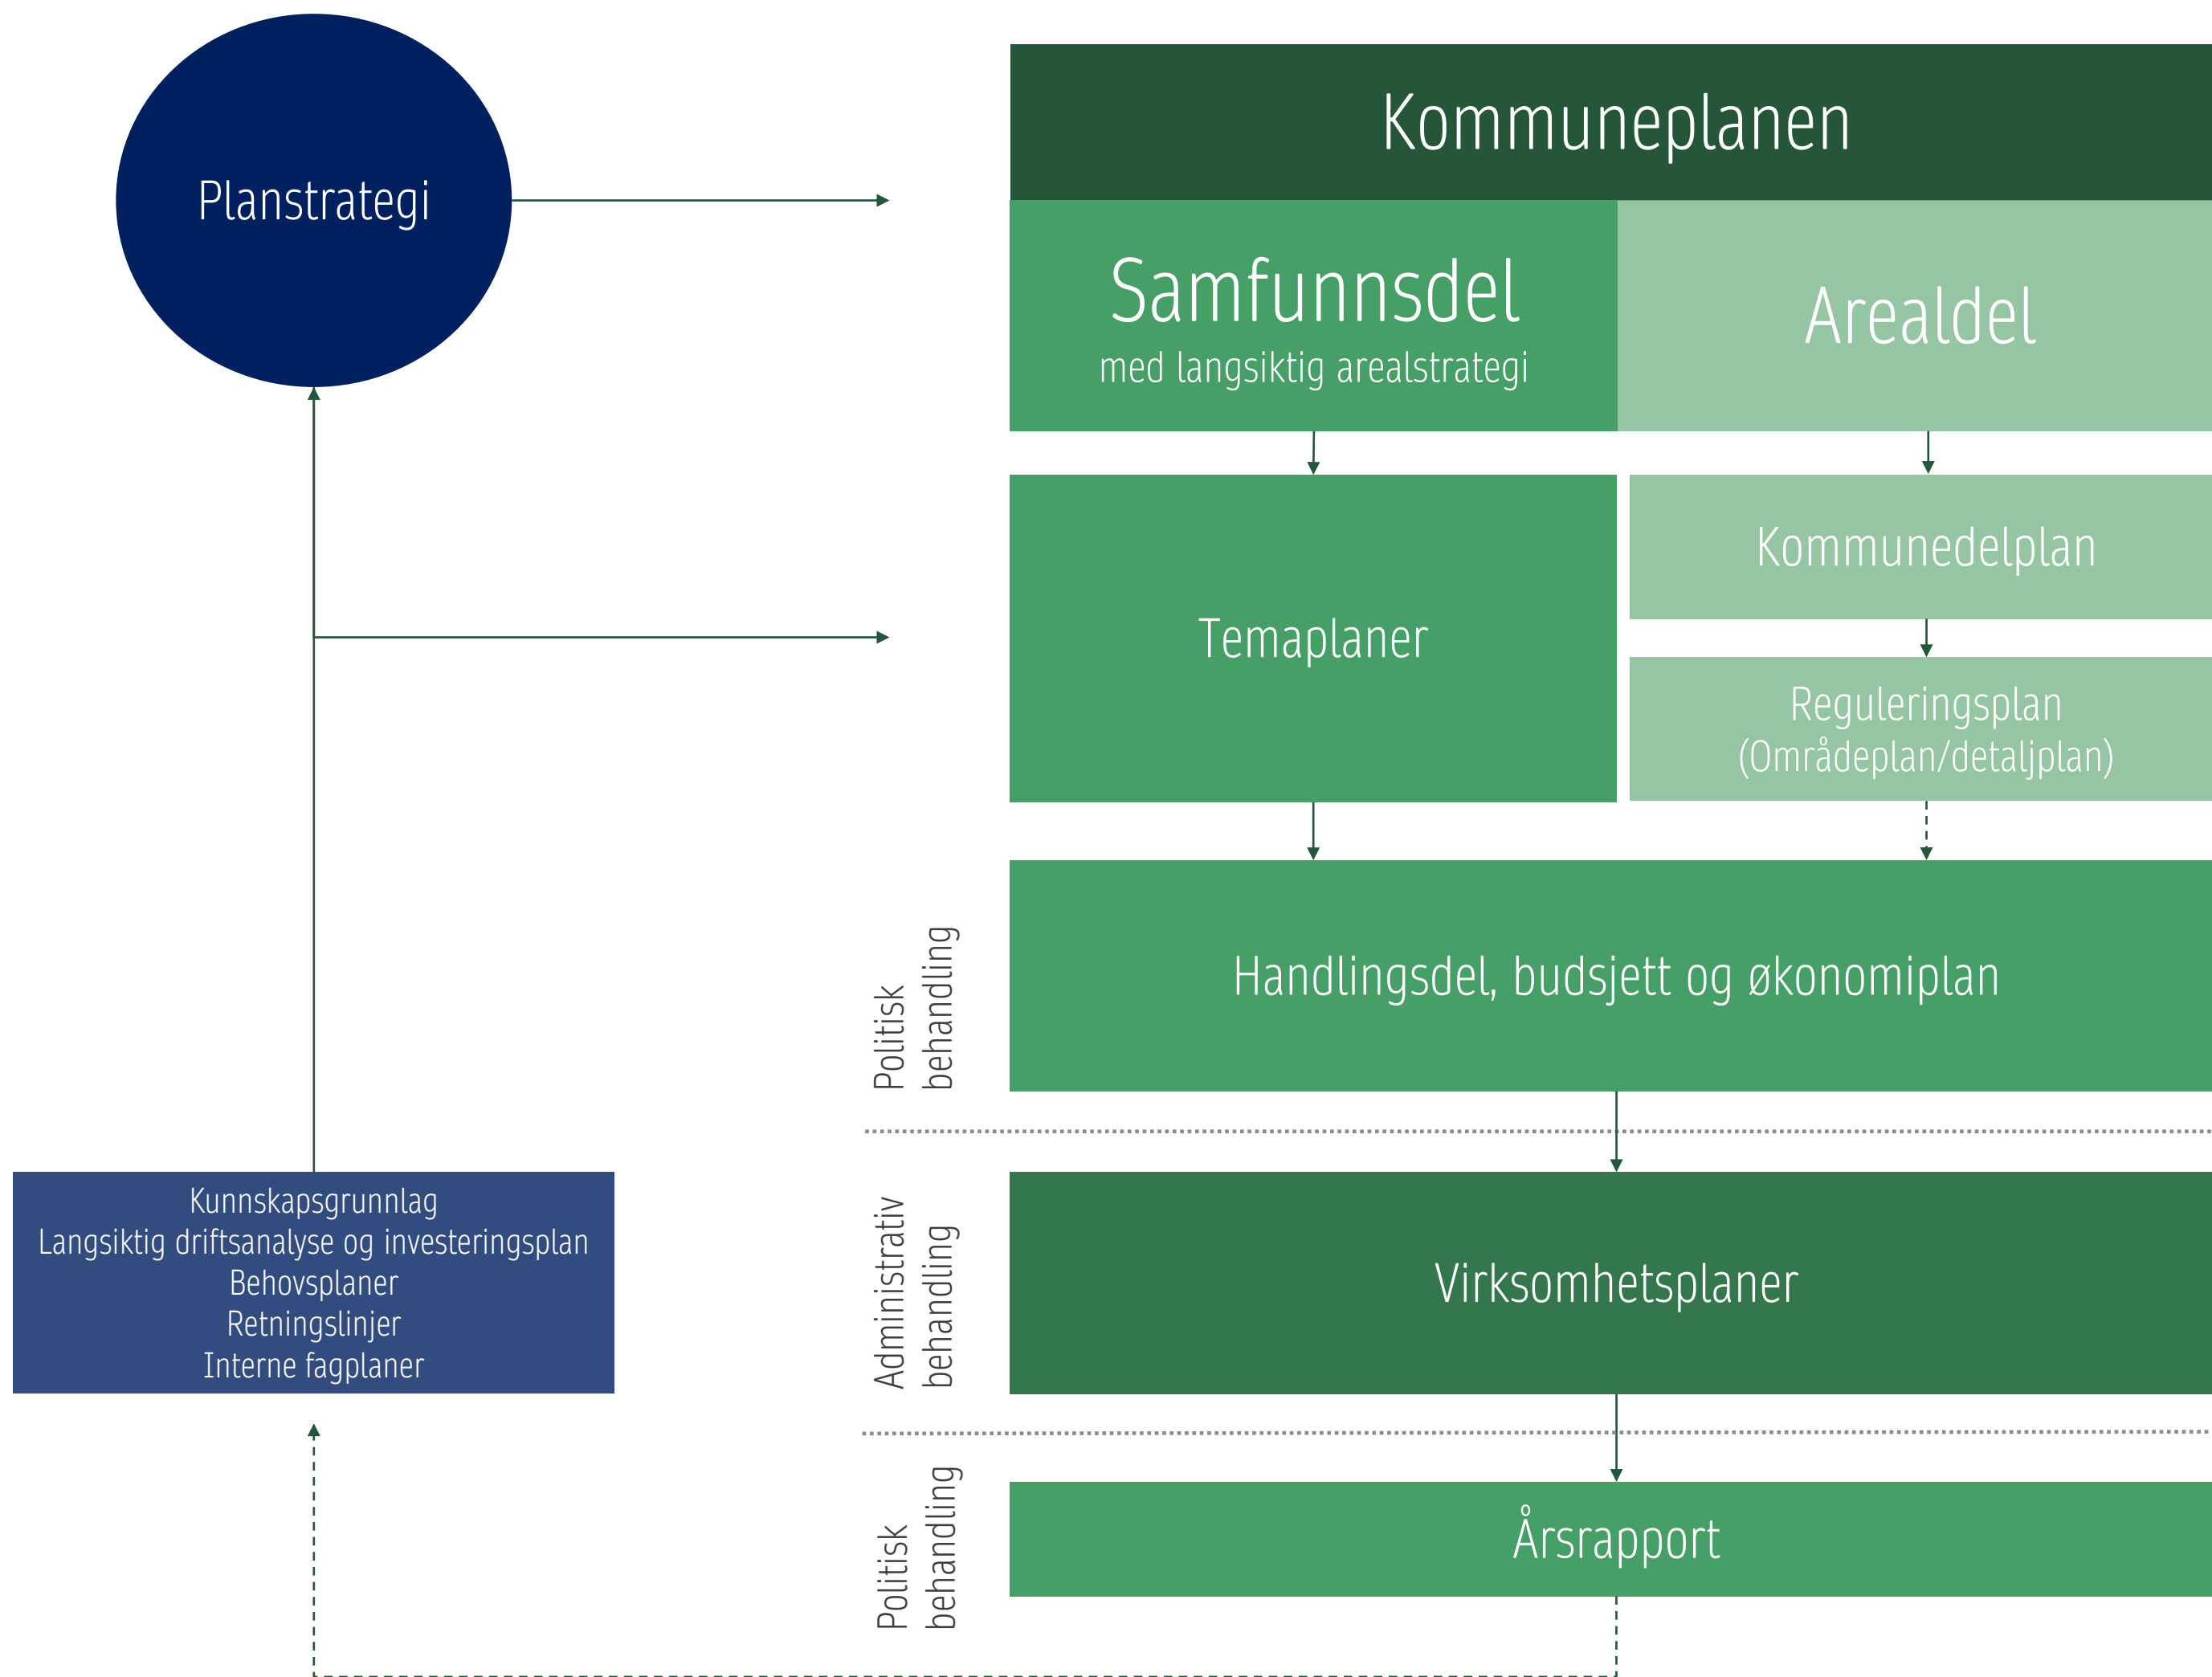 Planstrategi
Kommuneplanen
Samfunnsdel
med langsiktig arealstrategi
Arealdel
Temaplaner
Kommunedelplan
Reguleringsplan
(Områdeplan/detaljplan)
Politisk
behandling
Handlingsdel, budsjett og økonomiplan
Kunnskapsgrunnlag
Langsiktig driftsanalyse og investeringsplan
Behovsplaner
Retningslinjer
Interne fagplaner
Administrativ
behandling
Virksomhetsplaner
Politisk
behandling
Årsrapport